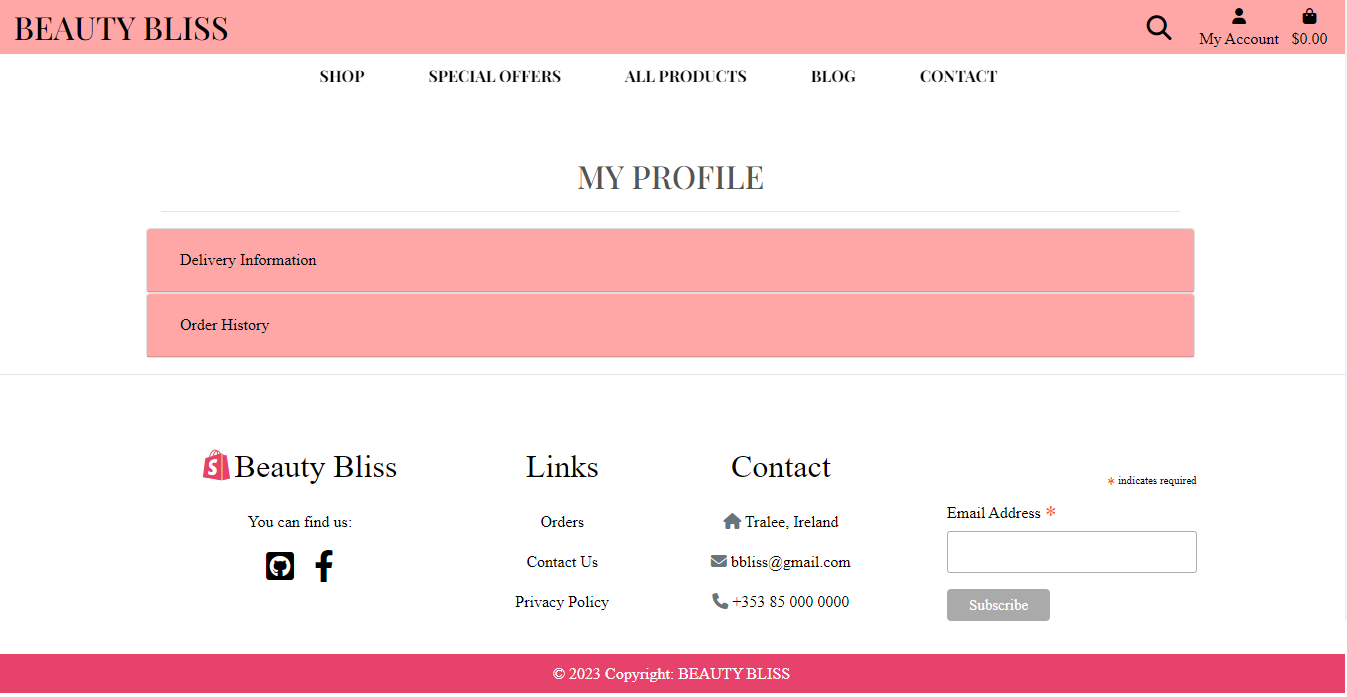 BEAUTY BLISS
My Account $0.00
SHOP SPECIAL OFFERS ALL PRODUCTS BLOG CONTACT
MY PROFILE
Delivery Information
Order History
Beauty Bliss
You can find us:
Links
Orders
Contact Us
Privacy Policy
Contact
Tralee, Ireland
bbliss@gmail.com
+353 85 000 0000
* indicates required
Email Address *
Subscribe
© 2023 Copyright: BEAUTY BLISS